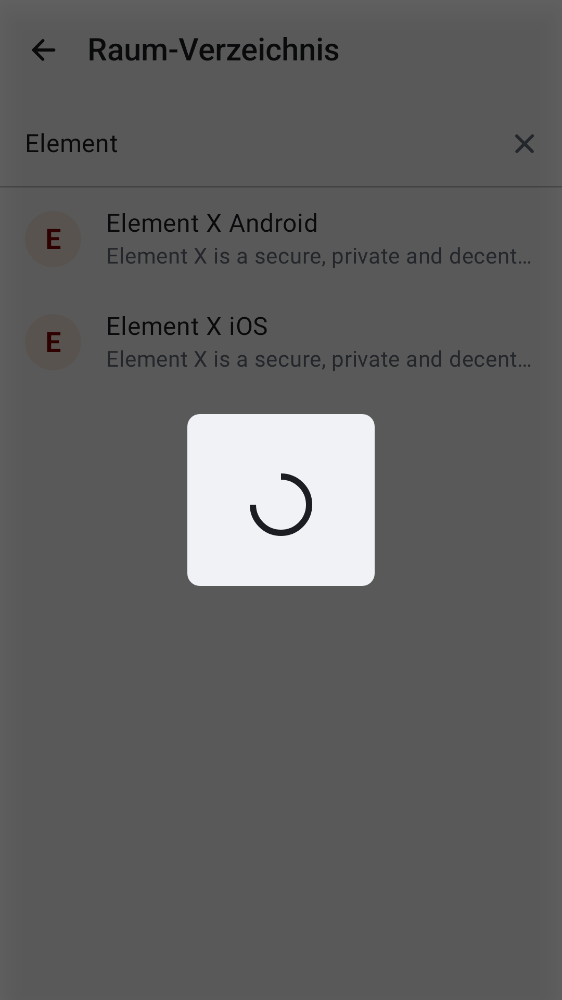 Raum-Verzeichnis
Element
E
Element X Android
Element X is a secure, private and decent…
E
Element X iOS
Element X is a secure, private and decent…